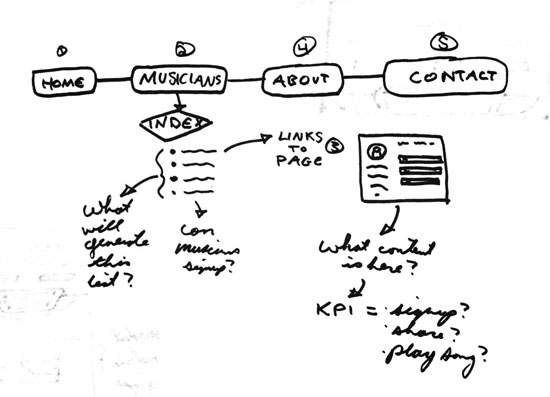 1 2 4 5
HOME MUSICIANS ABOUT CONTACT
INDEX
LINKS
TO
PAGE 3
What
will
generate
this
list?
can
musicians
signup?
What content
is here?
KPI = signup?
share?
play song?